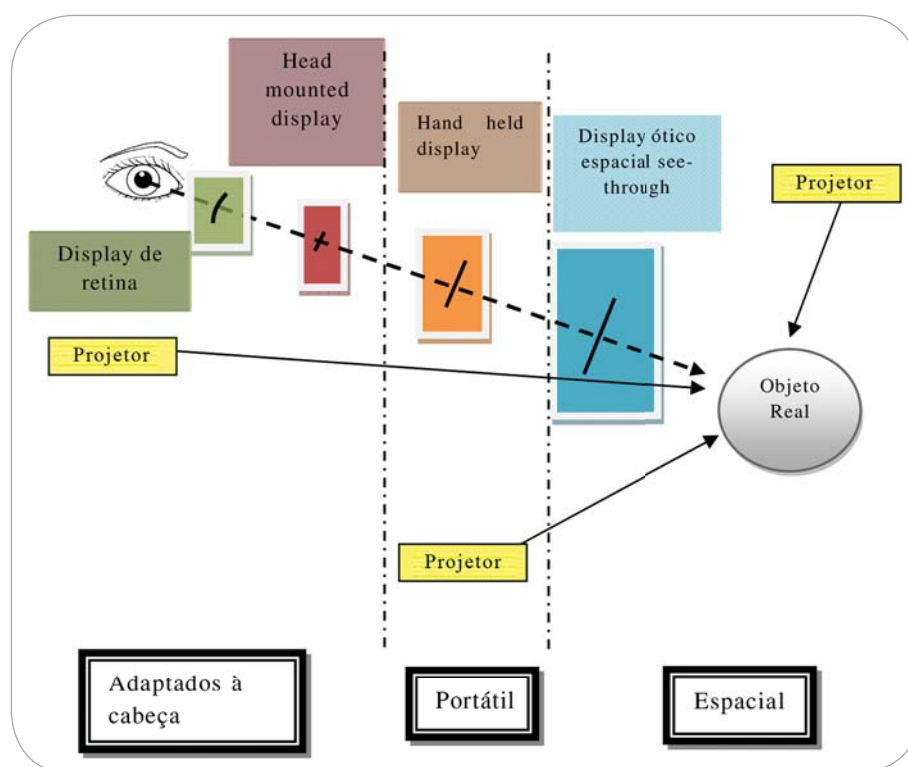 Head
mounted
display
Hand held
display
Display ótico
espacial see-
through
Projetor
Display de
retina
Projetor
Objeto
Real
Projetor
Adaptados à
cabeça
Portátil
Espacial